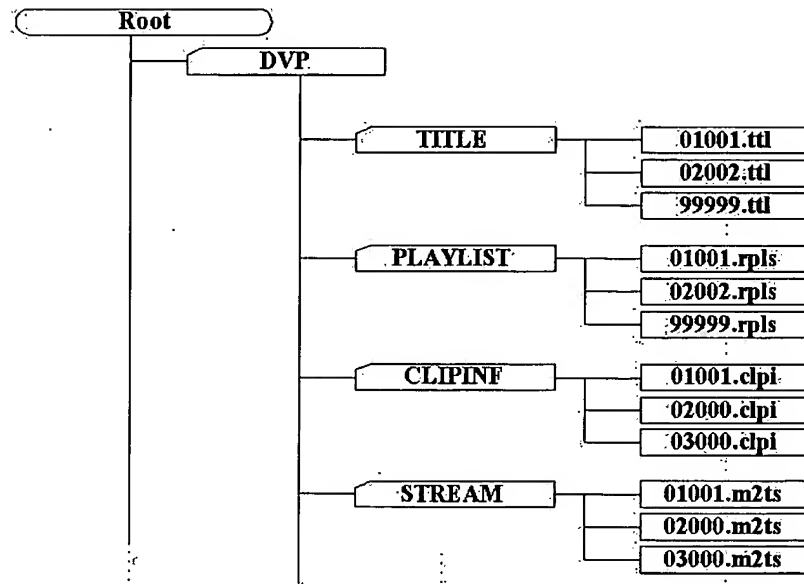 Root
DVP
TITLE
01001.ttl
02002.ttl
99999.ttl
PLAYLIST
01001.rpls
02002.rpls
99999.rpls
CLIPINF
01001.clpi
02000.clpi
03000.clpi
STREAM
01001.m2ts
02000.m2ts
03000.m2ts